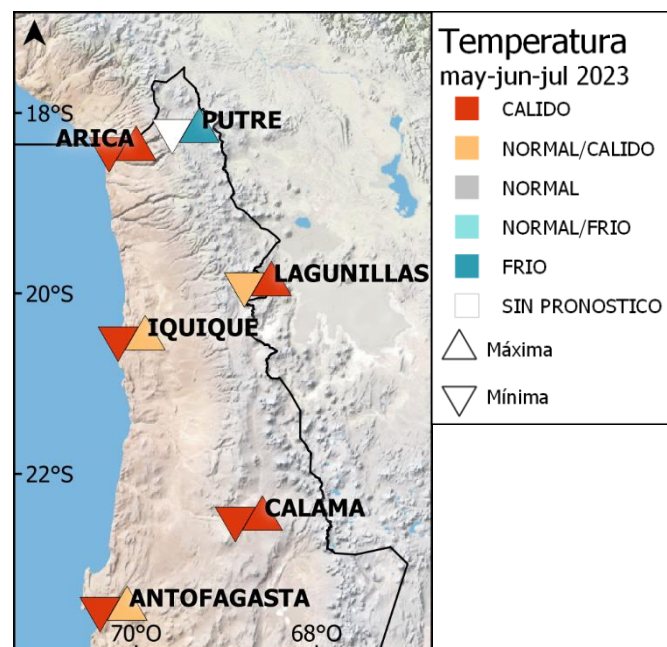 18°S
ARICA
PUTRE
LAGUNILLAS
20°S
IQUIQUE
22°S
CALAMA
ANTOFAGASTA
70°O
68°O
Temperatura
may-jun-jul 2023
CALIDO
NORMAL/CALIDO
NORMAL
NORMAL/FRIO
FRIO
SIN PRONOSTICO
Máxima
Mínima